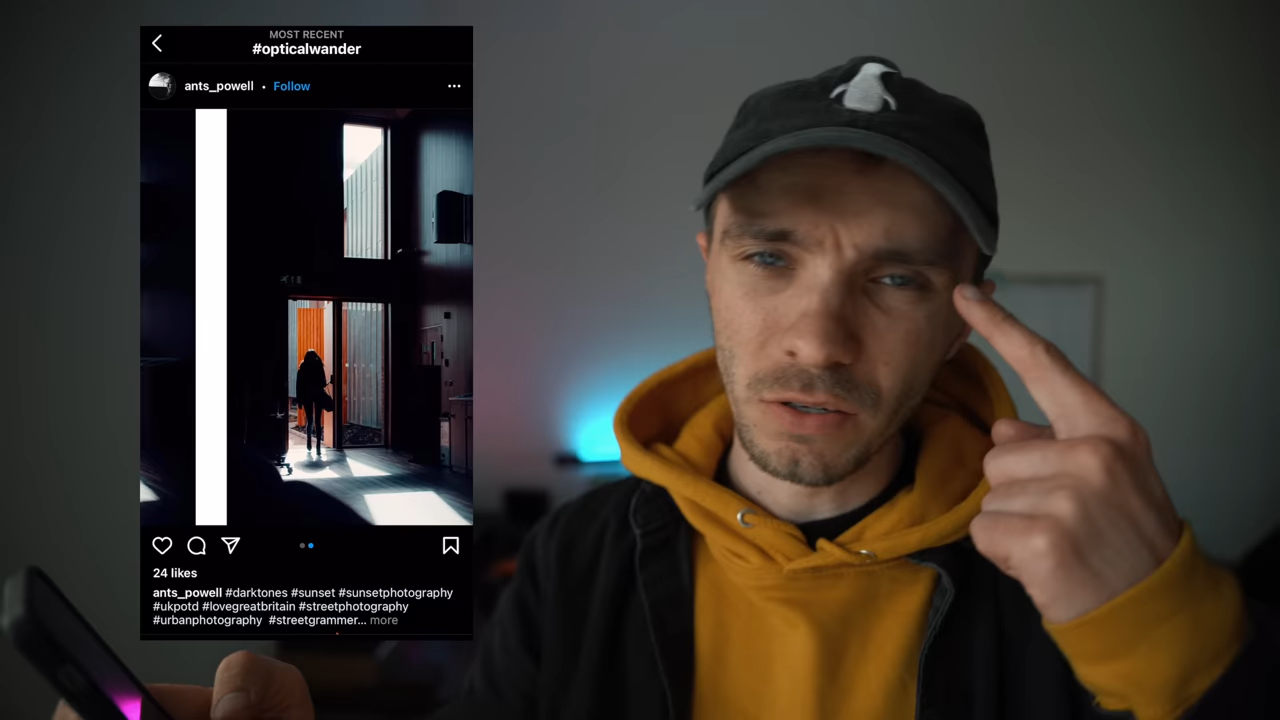 MOST RECENT
#opticalwander
ants_powell • Follow
24 likes
ants_powell #darktones #sunset #sunsetphotography
#ukpotd #lovegreatbritain #streetphotography
#urbanphotography #streetgrammer... more